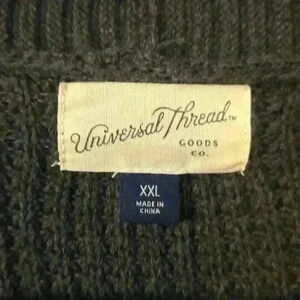 Universal Thread™
GOODS
CO.
XXL
MADE IN
CHINA